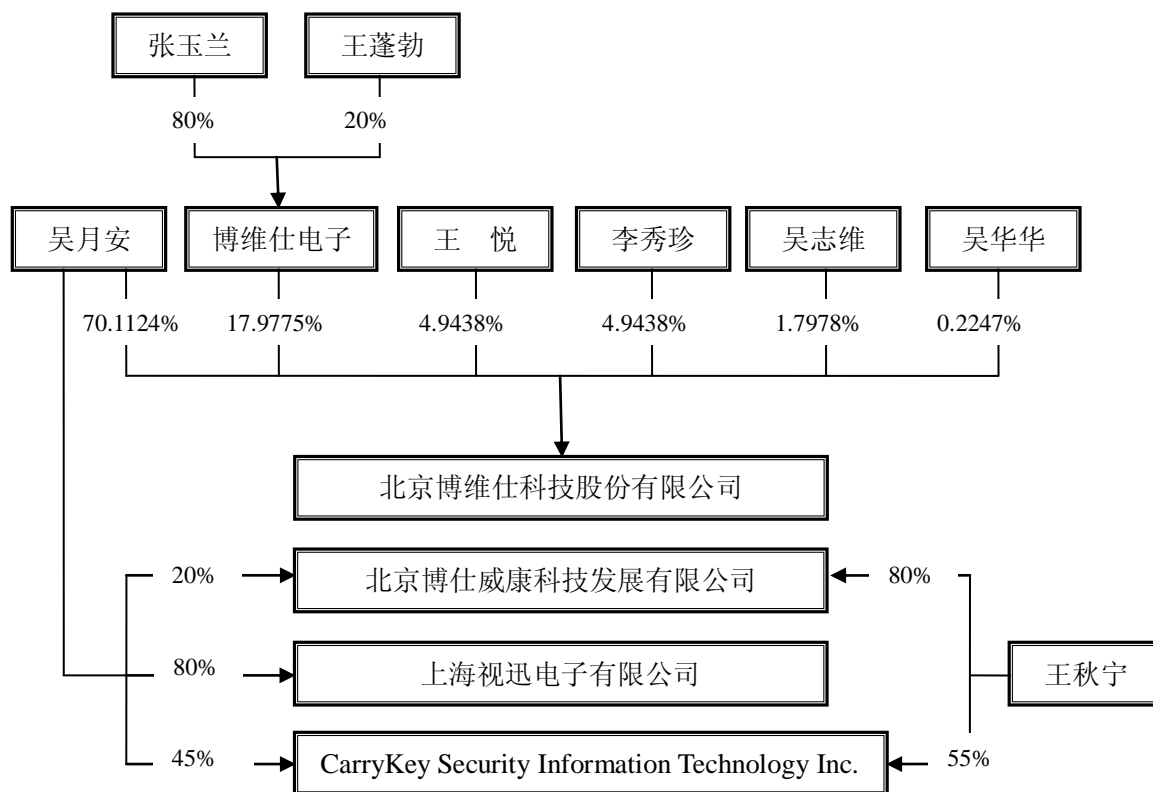 张玉兰
王蓬勃
80%
20%
吴月安
博维仕电子
王 悦
李秀珍
吴志维
吴华华
70.1124%
17.9775%
4.9438%
4.9438%
1.7978%
0.2247%
北京博维仕科技股份有限公司
20%
北京博仕威康科技发展有限公司
80%
80%
上海视迅电子有限公司
王秋宁
45%
CarryKey Security Information Technology Inc.
55%